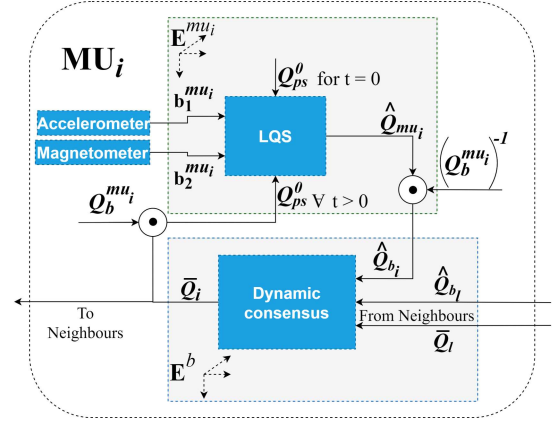 E^{mu_i}
MU_i
Q_{ps}^0 for t = 0
b_1^{mu_i}
Accelerometer
LQS
Q̂_{mu_i}
(Q_b^{mu_i})^{-1}
Magnetometer
b_2^{mu_i}
Q_b^{mu_i}
Q_{ps}^0 ∀ t > 0
Q̂_{b_i}
Q̄_i
Dynamic
consensus
Q̂_{b_l}
To
Neighbours
From Neighbours
Q̄_l
E^b